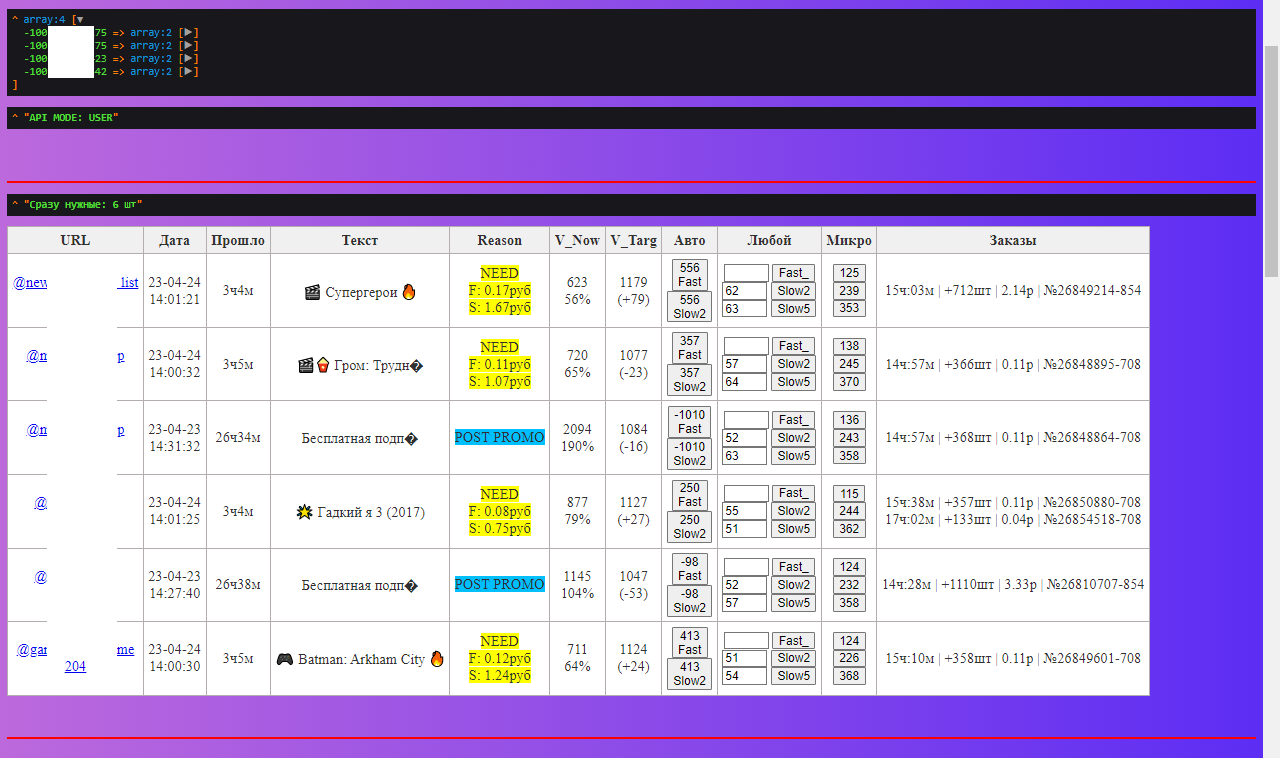 ^ array:4 [▼
-100 75 => array:2 [▶]
-100 75 => array:2 [▶]
-100 23 => array:2 [▶]
-100 42 => array:2 [▶]
]
^ "API MODE: USER"
^ "Сразу нужные: 6 шт"
URL Дата Прошло Текст Reason V_Now V_Targ Авто Любой Микро Заказы
@new list
23-04-24
14:01:21
3ч4м
🎬 Супергерои 🔥
NEED
F: 0.17руб
S: 1.67руб
623
56%
1179
(+79)
556
Fast
556
Slow2
Fast_
62 Slow2
63 Slow5
125
239
353
15ч:03м | +712шт | 2.14р | №26849214-854
@n p
23-04-24
14:00:32
3ч5м
🎬🍿 Гром: Трудн�
NEED
F: 0.11руб
S: 1.07руб
720
65%
1077
(-23)
357
Fast
357
Slow2
Fast_
57 Slow2
64 Slow5
138
245
370
14ч:57м | +366шт | 0.11р | №26848895-708
@n p
23-04-23
14:31:32
26ч34м
Бесплатная подп�
POST PROMO
2094
190%
1084
(-16)
-1010
Fast
-1010
Slow2
Fast_
52 Slow2
63 Slow5
136
243
358
14ч:57м | +368шт | 0.11р | №26848864-708
@
23-04-24
14:01:25
3ч4м
🌟 Гадкий я 3 (2017)
NEED
F: 0.08руб
S: 0.75руб
877
79%
1127
(+27)
250
Fast
250
Slow2
Fast_
55 Slow2
51 Slow5
115
244
362
15ч:38м | +357шт | 0.11р | №26850880-708
17ч:02м | +133шт | 0.04р | №26854518-708
@
23-04-23
14:27:40
26ч38м
Бесплатная подп�
POST PROMO
1145
104%
1047
(-53)
-98
Fast
-98
Slow2
Fast_
52 Slow2
57 Slow5
124
232
358
14ч:28м | +1110шт | 3.33р | №26810707-854
@gar me
204
23-04-24
14:00:30
3ч5м
🎮 Batman: Arkham City 🔥
NEED
F: 0.12руб
S: 1.24руб
711
64%
1124
(+24)
413
Fast
413
Slow2
Fast_
51 Slow2
54 Slow5
124
226
368
15ч:10м | +358шт | 0.11р | №26849601-708